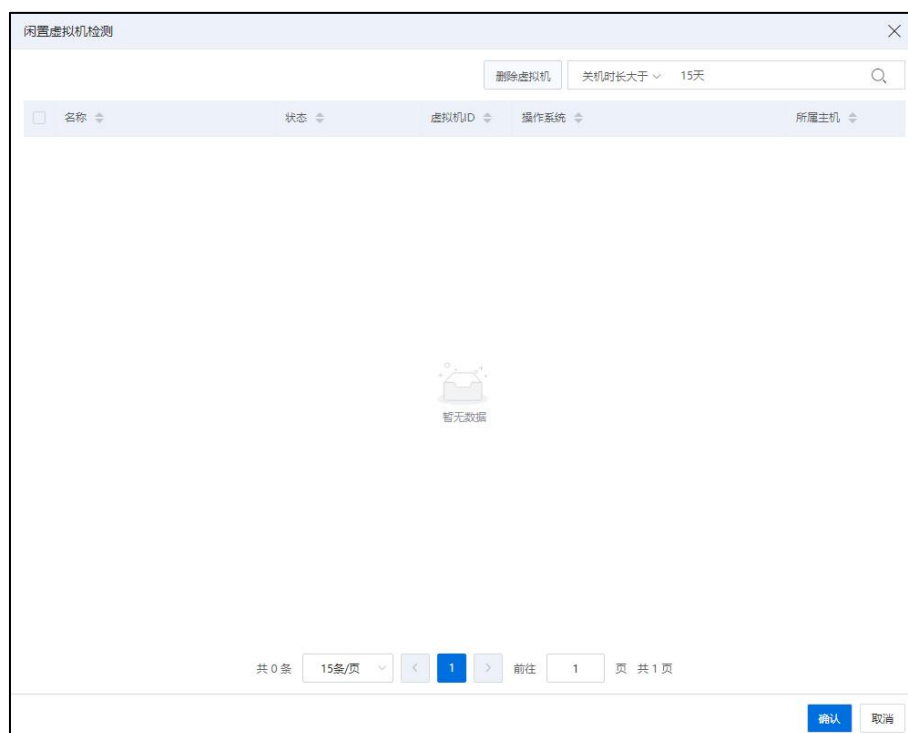 闲置虚拟机检测
删除虚拟机 关机时长大于 15天
名称 状态 虚拟机ID 操作系统 所属主机
暂无数据
共 0 条 15条/页 1 前往 1 页 共 1 页
确认 取消